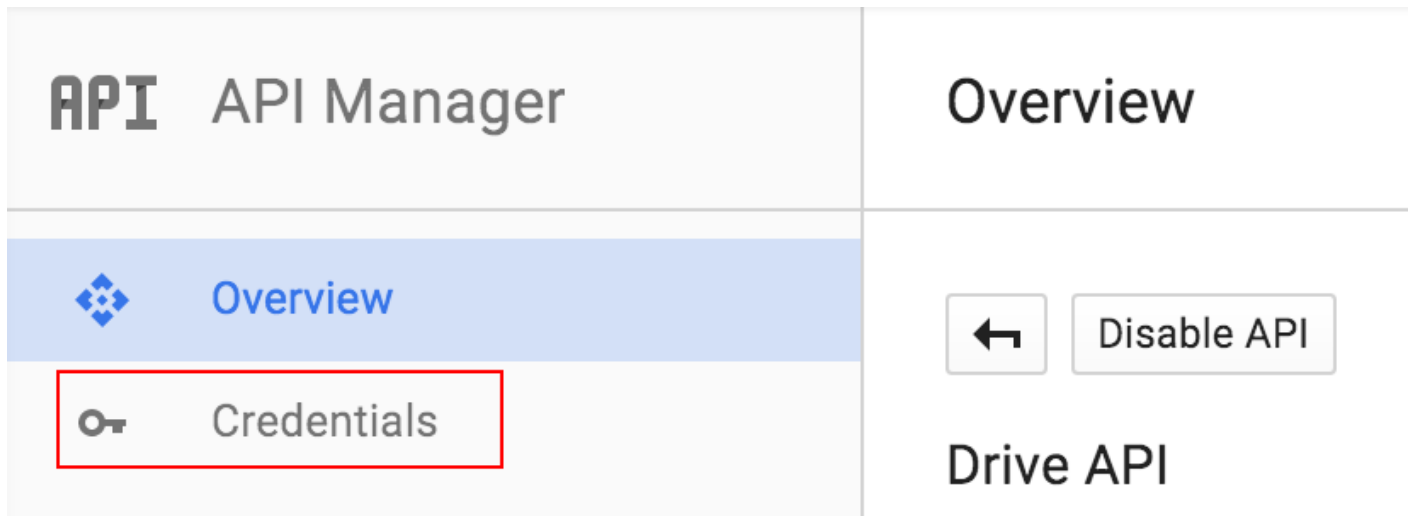 API API Manager
Overview
Overview
Credentials
Disable API
Drive API